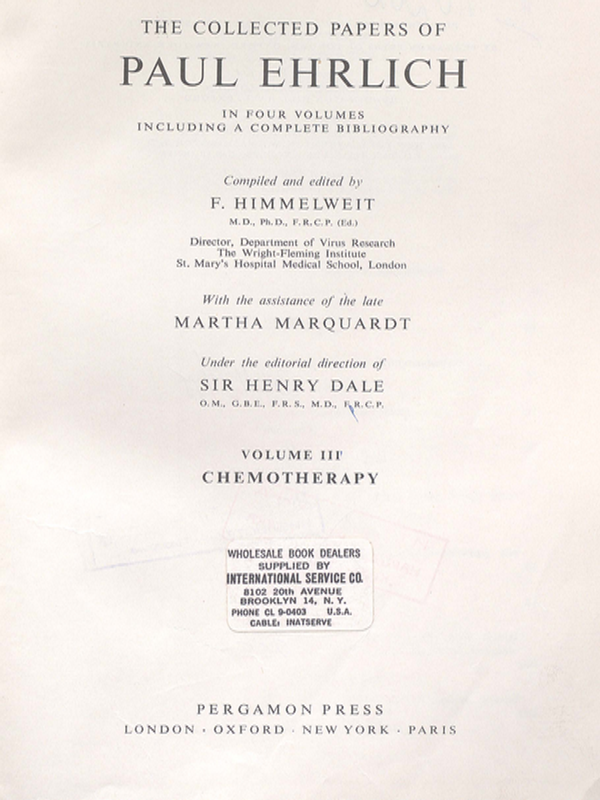 THE COLLECTED PAPERS OF
PAUL EHRLICH
IN FOUR VOLUMES
INCLUDING A COMPLETE BIBLIOGRAPHY
Compiled and edited by
F. HIMMELWEIT
M.D., Ph.D., F.R.C.P. (Ed.)
Director, Department of Virus Research
The Wright-Fleming Institute
St. Mary's Hospital Medical School, London
With the assistance of the late
MARTHA MARQUARDT
Under the editorial direction of
SIR HENRY DALE
O.M., G.B.E., F.R.S., M.D., F.R.C.P.
VOLUME III
CHEMOTHERAPY
WHOLESALE BOOK DEALERS
SUPPLIED BY
INTERNATIONAL SERVICE CO.
8102 20th AVENUE
BROOKLYN 14, N. Y.
PHONE CL 9-0403 U.S.A.
CABLE: INATSERVE
PERGAMON PRESS
LONDON · OXFORD · NEW YORK · PARIS